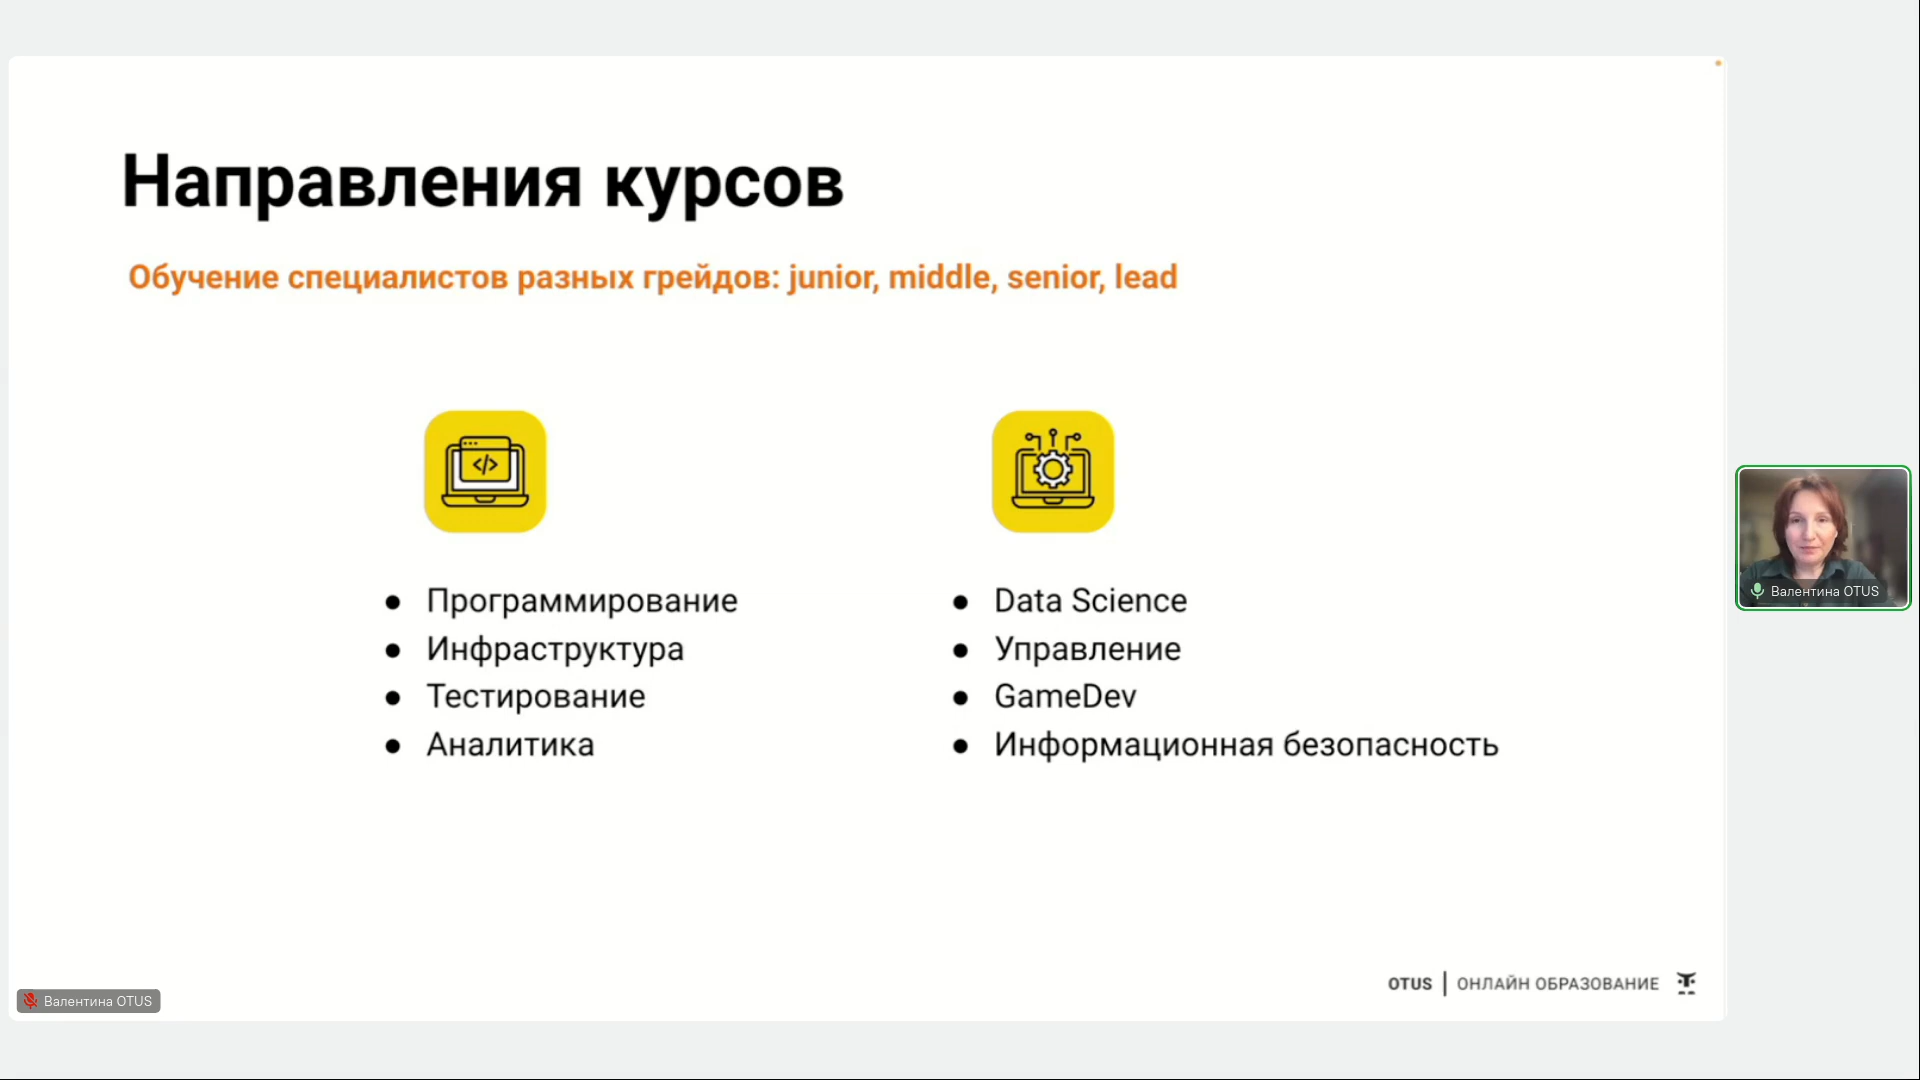 Направления курсов
Обучение специалистов разных грейдов: junior, middle, senior, lead
</>
● Программирование
● Инфраструктура
● Тестирование
● Аналитика
● Data Science
● Управление
● GameDev
● Информационная безопасность
Валентина OTUS
OTUS | ОНЛАЙН ОБРАЗОВАНИЕ
Валентина OTUS